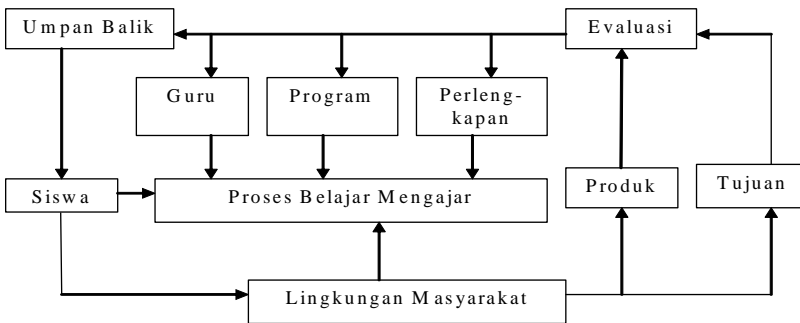 Umpan Balik
Evaluasi
Guru
Program
Perleng-
kapan
Siswa
Proses Belajar Mengajar
Produk
Tujuan
Lingkungan Masyarakat